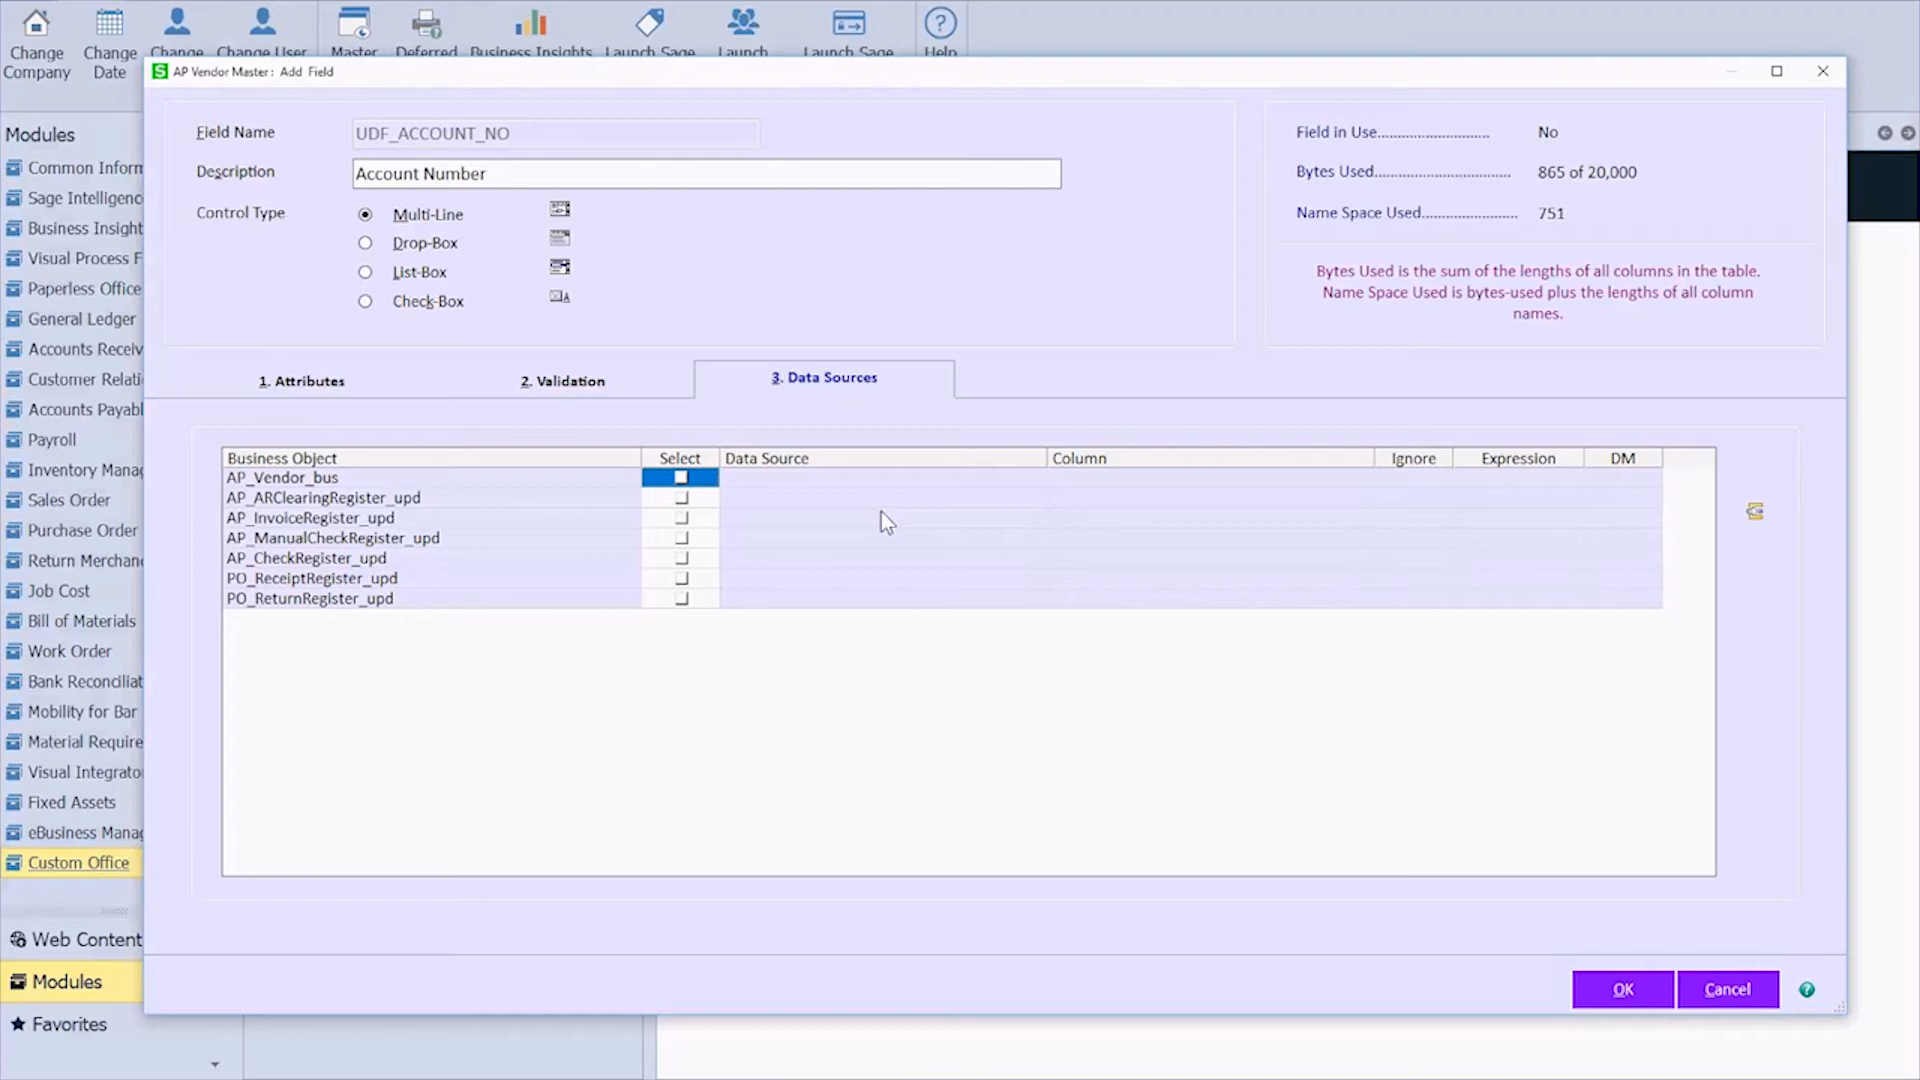 Change Company
Change Date
Change
Change User
Master
Deferred
Business Insights
Launch Sage
Launch
Launch Sage
Help
S AP Vendor Master: Add Field
Modules
Common Inform
Sage Intelligenc
Business Insight
Visual Process F
Paperless Office
General Ledger
Accounts Receiv
Customer Relati
Accounts Payabl
Payroll
Inventory Manag
Sales Order
Purchase Order
Return Merchan
Job Cost
Bill of Materials
Work Order
Bank Reconciliat
Mobility for Bar
Material Require
Visual Integrato
Fixed Assets
eBusiness Manag
Custom Office
Web Content
Modules
Favorites
Field Name UDF_ACCOUNT_NO
Description Account Number
Control Type Multi-Line
Drop-Box
List-Box
Check-Box
Field in Use............................ No
Bytes Used.................................. 865 of 20,000
Name Space Used........................ 751
Bytes Used is the sum of the lengths of all columns in the table.
Name Space Used is bytes-used plus the lengths of all column
names.
1. Attributes 2. Validation 3. Data Sources
Business Object Select Data Source Column Ignore Expression DM
AP_Vendor_bus
AP_ARClearingRegister_upd
AP_InvoiceRegister_upd
AP_ManualCheckRegister_upd
AP_CheckRegister_upd
PO_ReceiptRegister_upd
PO_ReturnRegister_upd
OK Cancel ?